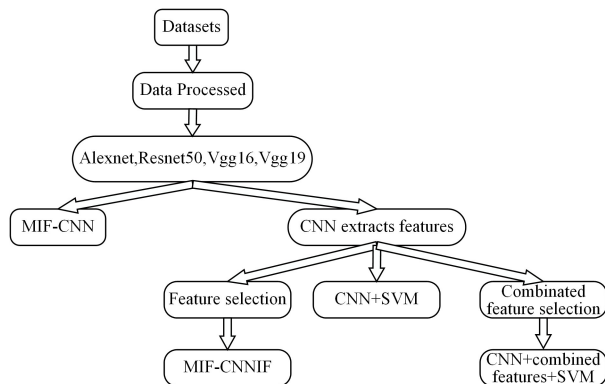 Datasets
Data Processed
Alexnet,Resnet50,Vgg16,Vgg19
MIF-CNN
CNN extracts features
Feature selection
CNN+SVM
Combinated
feature selection
MIF-CNNIF
CNN+combined
features+SVM